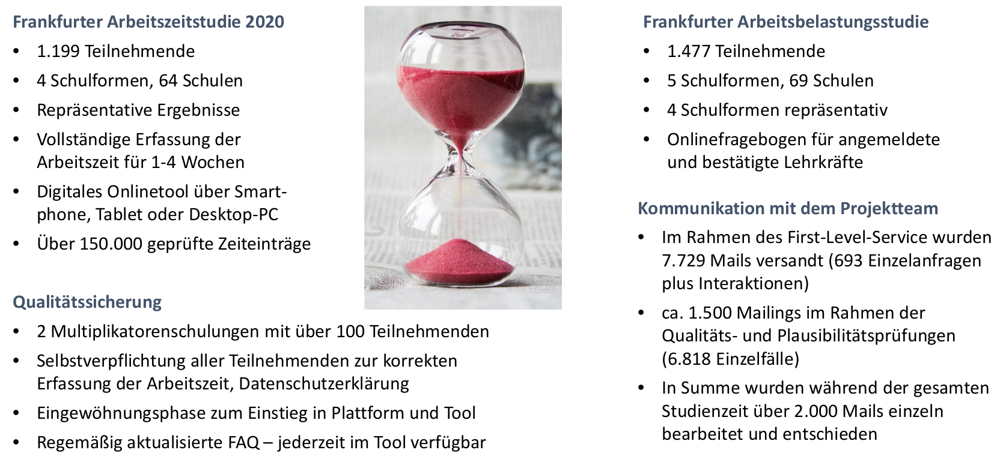 Frankfurter Arbeitszeitstudie 2020
• 1.199 Teilnehmende
• 4 Schulformen, 64 Schulen
• Repräsentative Ergebnisse
• Vollständige Erfassung der
Arbeitszeit für 1-4 Wochen
• Digitales Onlinetool über Smart-
phone, Tablet oder Desktop-PC
• Über 150.000 geprüfte Zeiteinträge
Qualitätssicherung
• 2 Multiplikatorenschulungen mit über 100 Teilnehmenden
• Selbstverpflichtung aller Teilnehmenden zur korrekten
Erfassung der Arbeitszeit, Datenschutzerklärung
• Eingewöhnungsphase zum Einstieg in Plattform und Tool
• Regemäßig aktualisierte FAQ – jederzeit im Tool verfügbar
Frankfurter Arbeitsbelastungsstudie
• 1.477 Teilnehmende
• 5 Schulformen, 69 Schulen
• 4 Schulformen repräsentativ
• Onlinefragebogen für angemeldete
und bestätigte Lehrkräfte
Kommunikation mit dem Projektteam
• Im Rahmen des First-Level-Service wurden
7.729 Mails versandt (693 Einzelanfragen
plus Interaktionen)
• ca. 1.500 Mailings im Rahmen der
Qualitäts- und Plausibilitätsprüfungen
(6.818 Einzelfälle)
• In Summe wurden während der gesamten
Studienzeit über 2.000 Mails einzeln
bearbeitet und entschieden